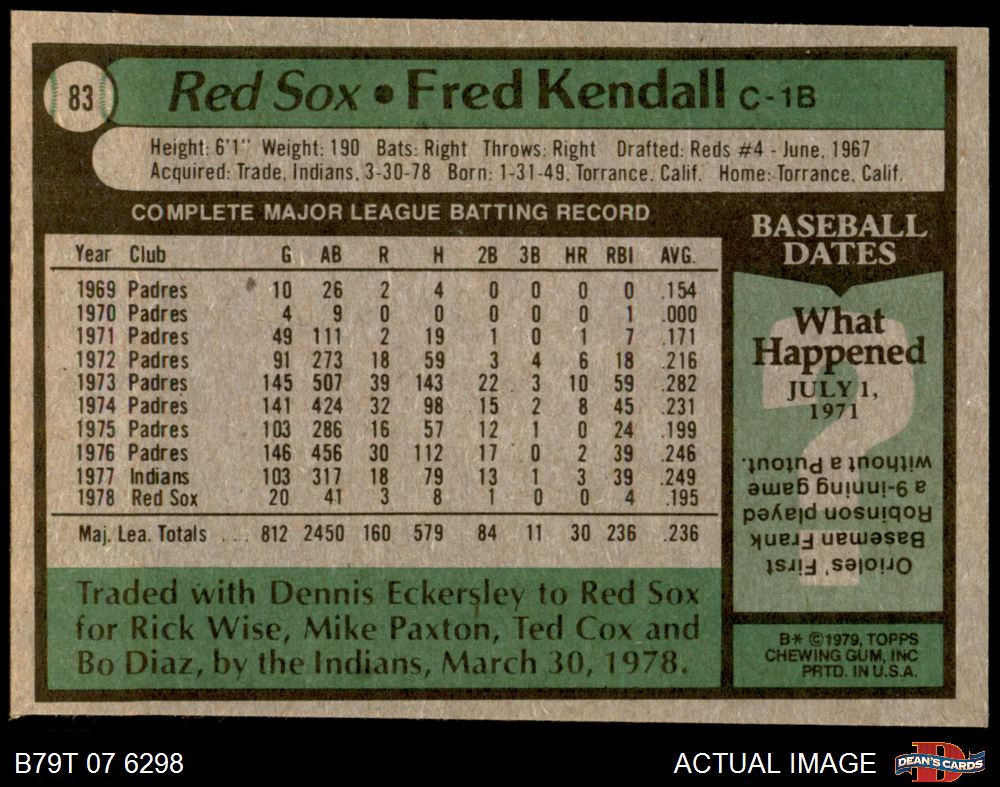 83
Red Sox • Fred Kendall C-1B
Height: 6'1" Weight: 190 Bats: Right Throws: Right Drafted: Reds #4 - June, 1967
Acquired: Trade, Indians, 3-30-78 Born: 1-31-49, Torrance, Calif. Home: Torrance, Calif.
COMPLETE MAJOR LEAGUE BATTING RECORD
Year Club G AB R H 2B 3B HR RBI AVG.
1969 Padres 10 26 2 4 0 0 0 0 .154
1970 Padres 4 9 0 0 0 0 0 1 .000
1971 Padres 49 111 2 19 1 0 1 7 .171
1972 Padres 91 273 18 59 3 4 6 18 .216
1973 Padres 145 507 39 143 22 3 10 59 .282
1974 Padres 141 424 32 98 15 2 8 45 .231
1975 Padres 103 286 16 57 12 1 0 24 .199
1976 Padres 146 456 30 112 17 0 2 39 .246
1977 Indians 103 317 18 79 13 1 3 39 .249
1978 Red Sox 20 41 3 8 1 0 0 4 .195
Maj. Lea. Totals ... 812 2450 160 579 84 11 30 236 .236
Traded with Dennis Eckersley to Red Sox
for Rick Wise, Mike Paxton, Ted Cox and
Bo Diaz, by the Indians, March 30, 1978.
BASEBALL
DATES
What
Happened
JULY 1,
1971
Orioles' First
Baseman Frank
Robinson played
a 9-inning game
without a Putout.
B* ©1979, TOPPS
CHEWING GUM, INC
PRTD. IN U.S.A.
B79T 07 6298
ACTUAL IMAGE
D
DEAN'S CARDS